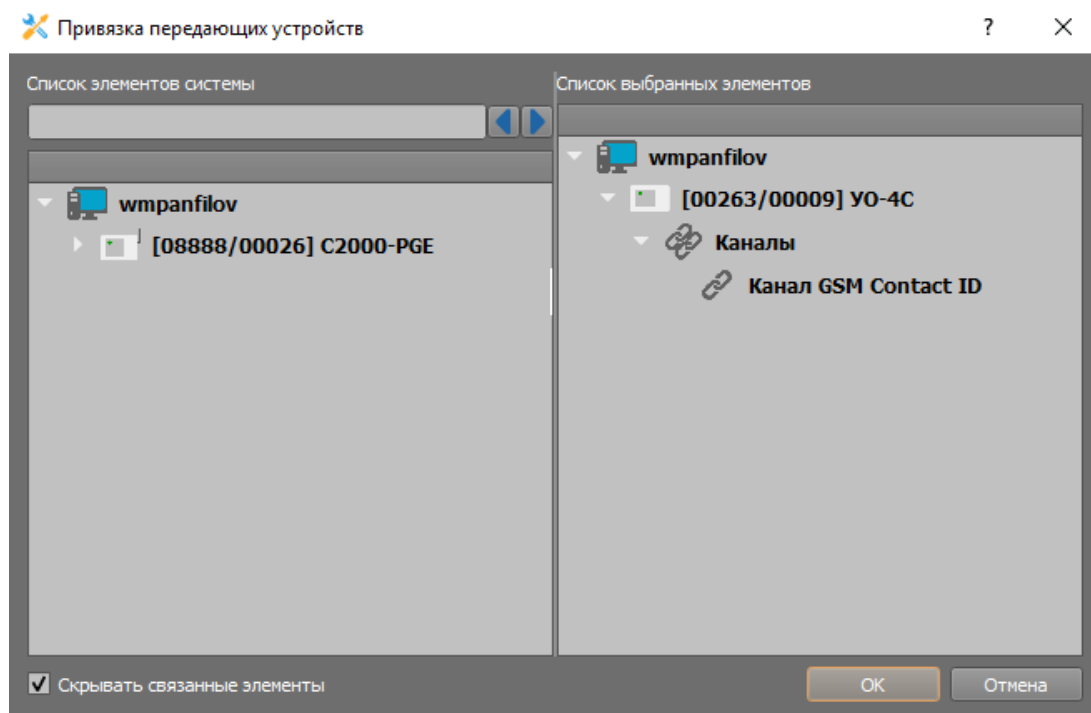 Привязка передающих устройств
?
Список элементов системы
wmpanfilov
[08888/00026] С2000-PGE
Список выбранных элементов
wmpanfilov
[00263/00009] УО-4С
Каналы
Канал GSM Contact ID
Скрывать связанные элементы
ОК
Отмена